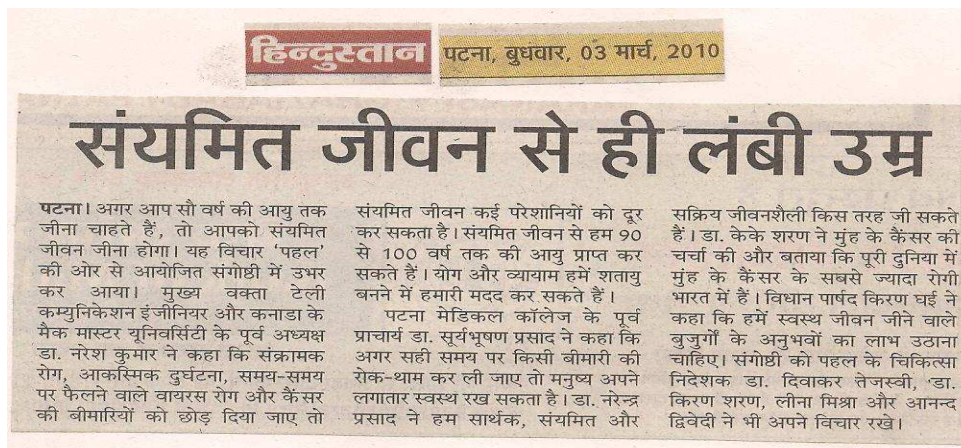 हिन्दुस्तान
पटना, बुधवार, 03 मार्च, 2010
संयमित जीवन से ही लंबी उम्र
पटना। अगर आप सौ वर्ष की आयु तक
जीना चाहते हैं, तो आपको संयमित
जीवन जीना होगा। यह विचार 'पहल'
की ओर से आयोजित संगोष्ठी में उभर
कर आया। मुख्य वक्ता टेली
कम्युनिकेशन इंजीनियर और कनाडा के
मैक मास्टर यूनिवर्सिटी के पूर्व अध्यक्ष
डा. नरेश कुमार ने कहा कि संक्रामक
रोग, आकस्मिक दुर्घटना, समय-समय
पर फैलने वाले वायरस रोग और कैंसर
की बीमारियों को छोड़ दिया जाए तो
संयमित जीवन कई परेशानियों को दूर
कर सकता है। संयमित जीवन से हम 90
से 100 वर्ष तक की आयु प्राप्त कर
सकते हैं। योग और व्यायाम हमें शतायु
बनने में हमारी मदद कर सकते हैं।
पटना मेडिकल कॉलेज के पूर्व
प्राचार्य डा. सूर्यभूषण प्रसाद ने कहा कि
अगर सही समय पर किसी बीमारी की
रोक-थाम कर ली जाए तो मनुष्य अपने
लगातार स्वस्थ रख सकता है। डा. नरेन्द्र
प्रसाद ने हम सार्थक, संयमित और
सक्रिय जीवनशैली किस तरह जी सकते
हैं। डा. केके शरण ने मुंह के कैंसर की
चर्चा की और बताया कि पूरी दुनिया में
मुंह के कैंसर के सबसे ज्यादा रोगी
भारत में हैं। विधान पार्षद किरण घई ने
कहा कि हमें स्वस्थ जीवन जीने वाले
बुजुर्गों के अनुभवों का लाभ उठाना
चाहिए। संगोष्ठी को पहल के चिकित्सा
निदेशक डा. दिवाकर तेजस्वी, डा.
किरण शरण, लीना मिश्रा और आनन्द
द्विवेदी ने भी अपने विचार रखे।